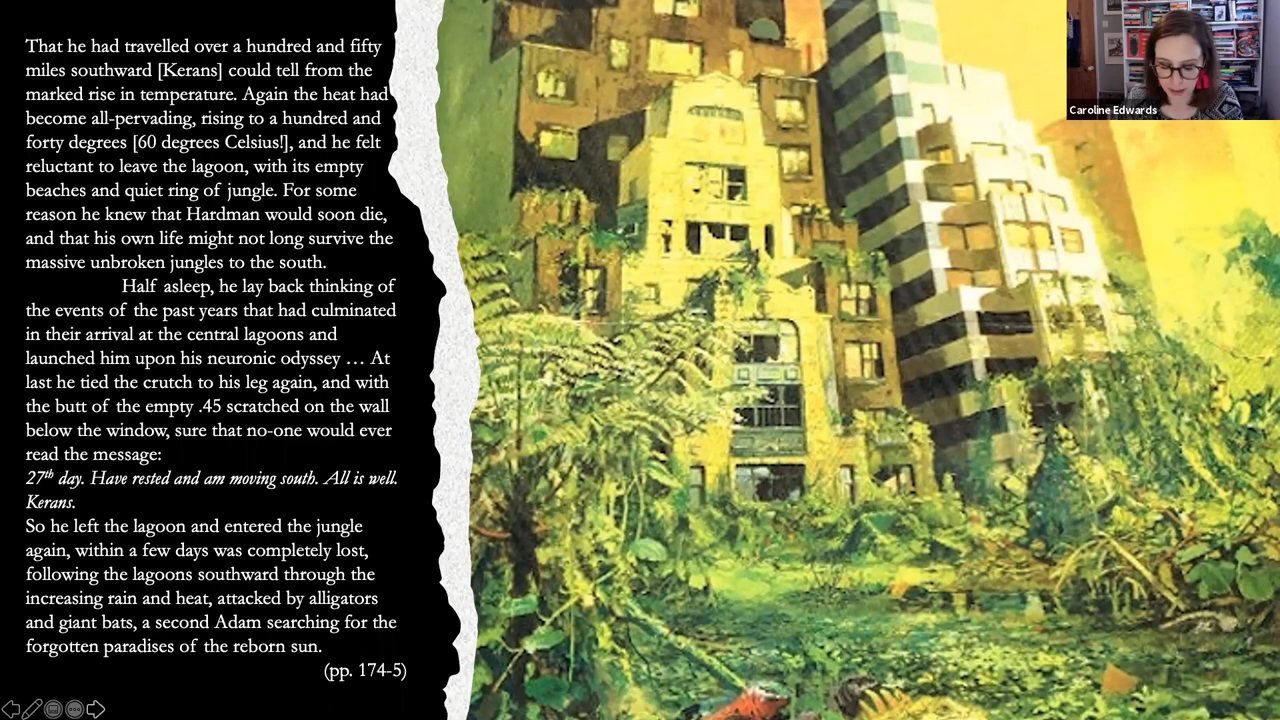 That he had travelled over a hundred and fifty
miles southward [Kerans] could tell from the
marked rise in temperature. Again the heat had
become all-pervading, rising to a hundred and
forty degrees [60 degrees Celsius!], and he felt
reluctant to leave the lagoon, with its empty
beaches and quiet ring of jungle. For some
reason he knew that Hardman would soon die,
and that his own life might not long survive the
massive unbroken jungles to the south.
Half asleep, he lay back thinking of
the events of the past years that had culminated
in their arrival at the central lagoons and
launched him upon his neuronic odyssey … At
last he tied the crutch to his leg again, and with
the butt of the empty .45 scratched on the wall
below the window, sure that no-one would ever
read the message:
27th day. Have rested and am moving south. All is well.
Kerans.
So he left the lagoon and entered the jungle
again, within a few days was completely lost,
following the lagoons southward through the
increasing rain and heat, attacked by alligators
and giant bats, a second Adam searching for the
forgotten paradises of the reborn sun.
(pp. 174-5)
Caroline Edwards